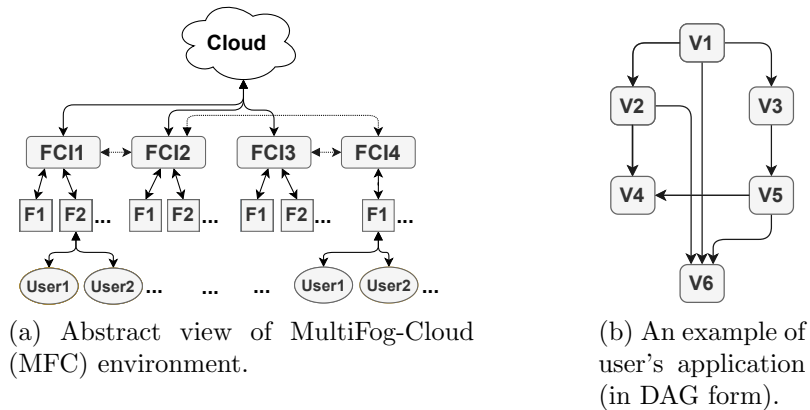 Cloud
V1
V2
V3
FCI1
FCI2
FCI3
FCI4
V4
V5
F1
F2
...
F1
F2
...
F1
F2
...
F1
...
V6
User1
User2
...
...
...
User1
User2
...
(a) Abstract view of MultiFog-Cloud
(MFC) environment.
(b) An example of
user's application
(in DAG form).